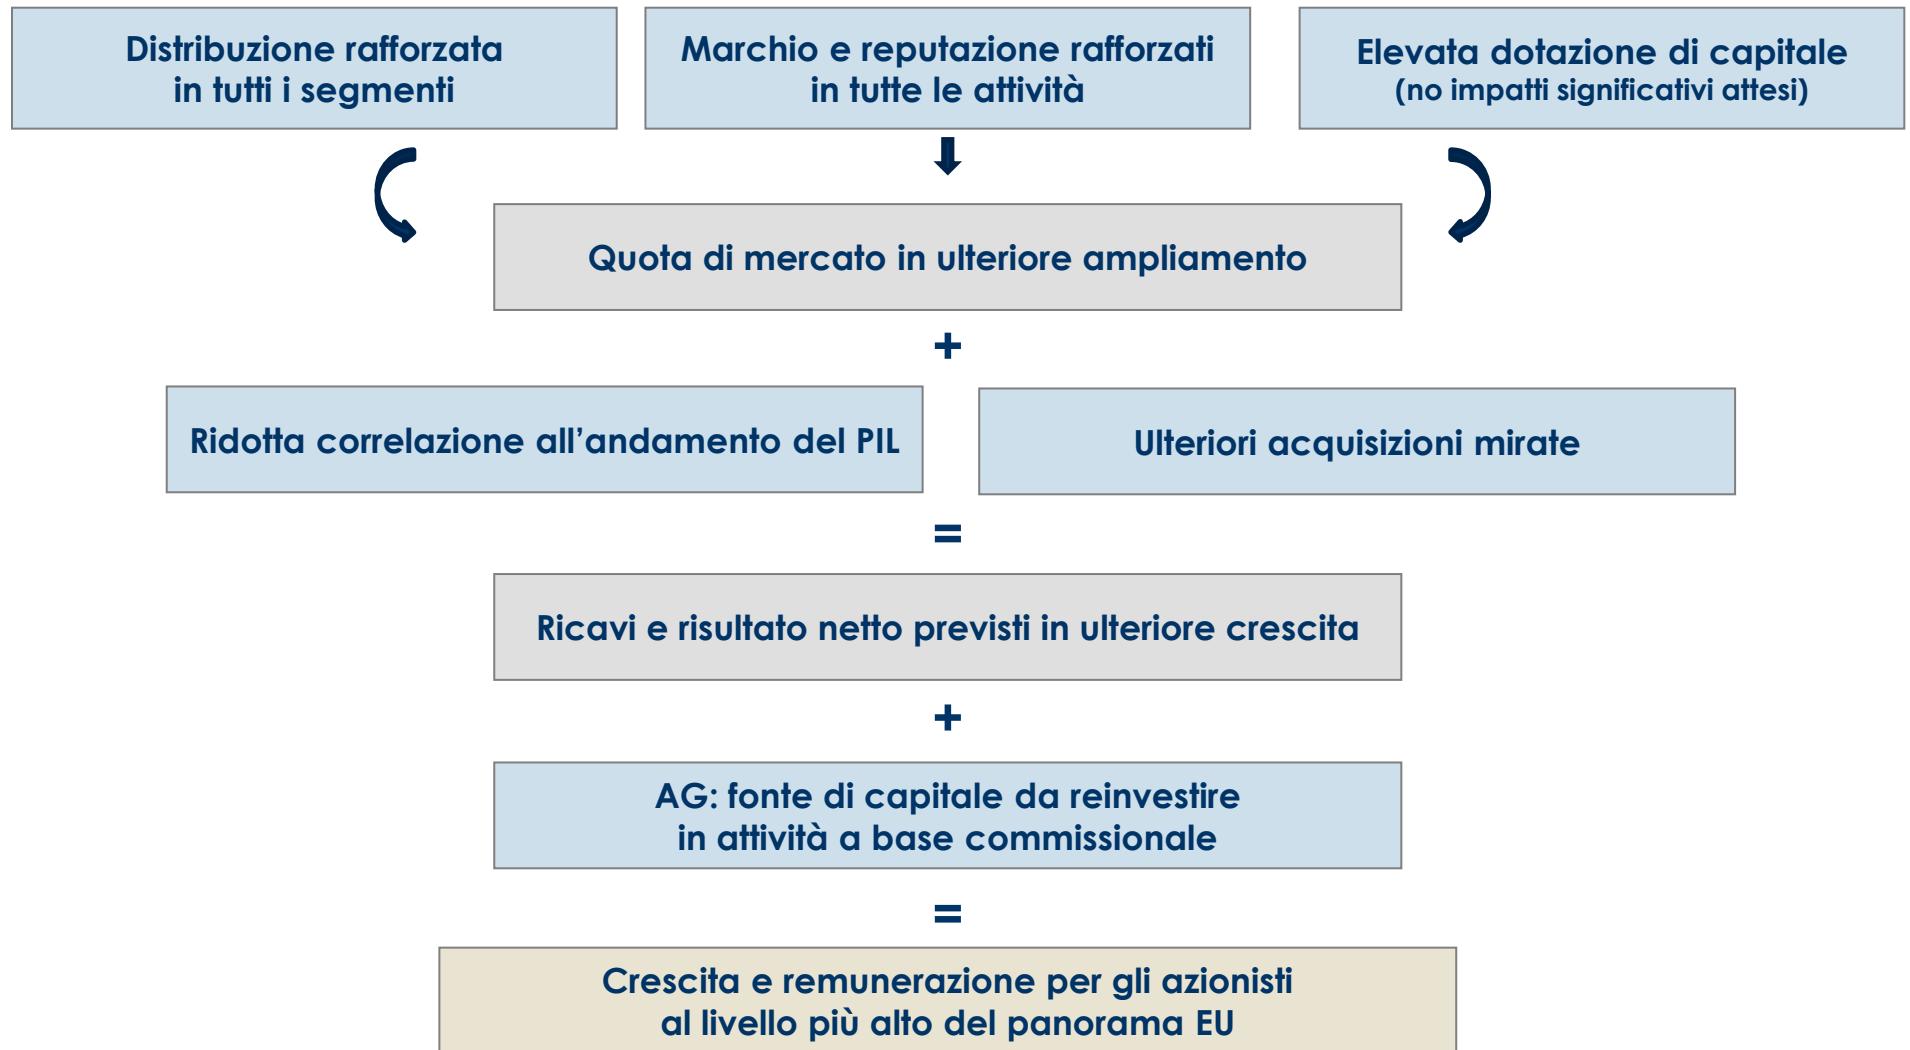 Distribuzione rafforzata
in tutti i segmenti
Marchio e reputazione rafforzati
in tutte le attività
Elevata dotazione di capitale
(no impatti significativi attesi)
Quota di mercato in ulteriore ampliamento
+
Ridotta correlazione all’andamento del PIL
Ulteriori acquisizioni mirate
=
Ricavi e risultato netto previsti in ulteriore crescita
+
AG: fonte di capitale da reinvestire
in attività a base commissionale
=
Crescita e remunerazione per gli azionisti
al livello più alto del panorama EU